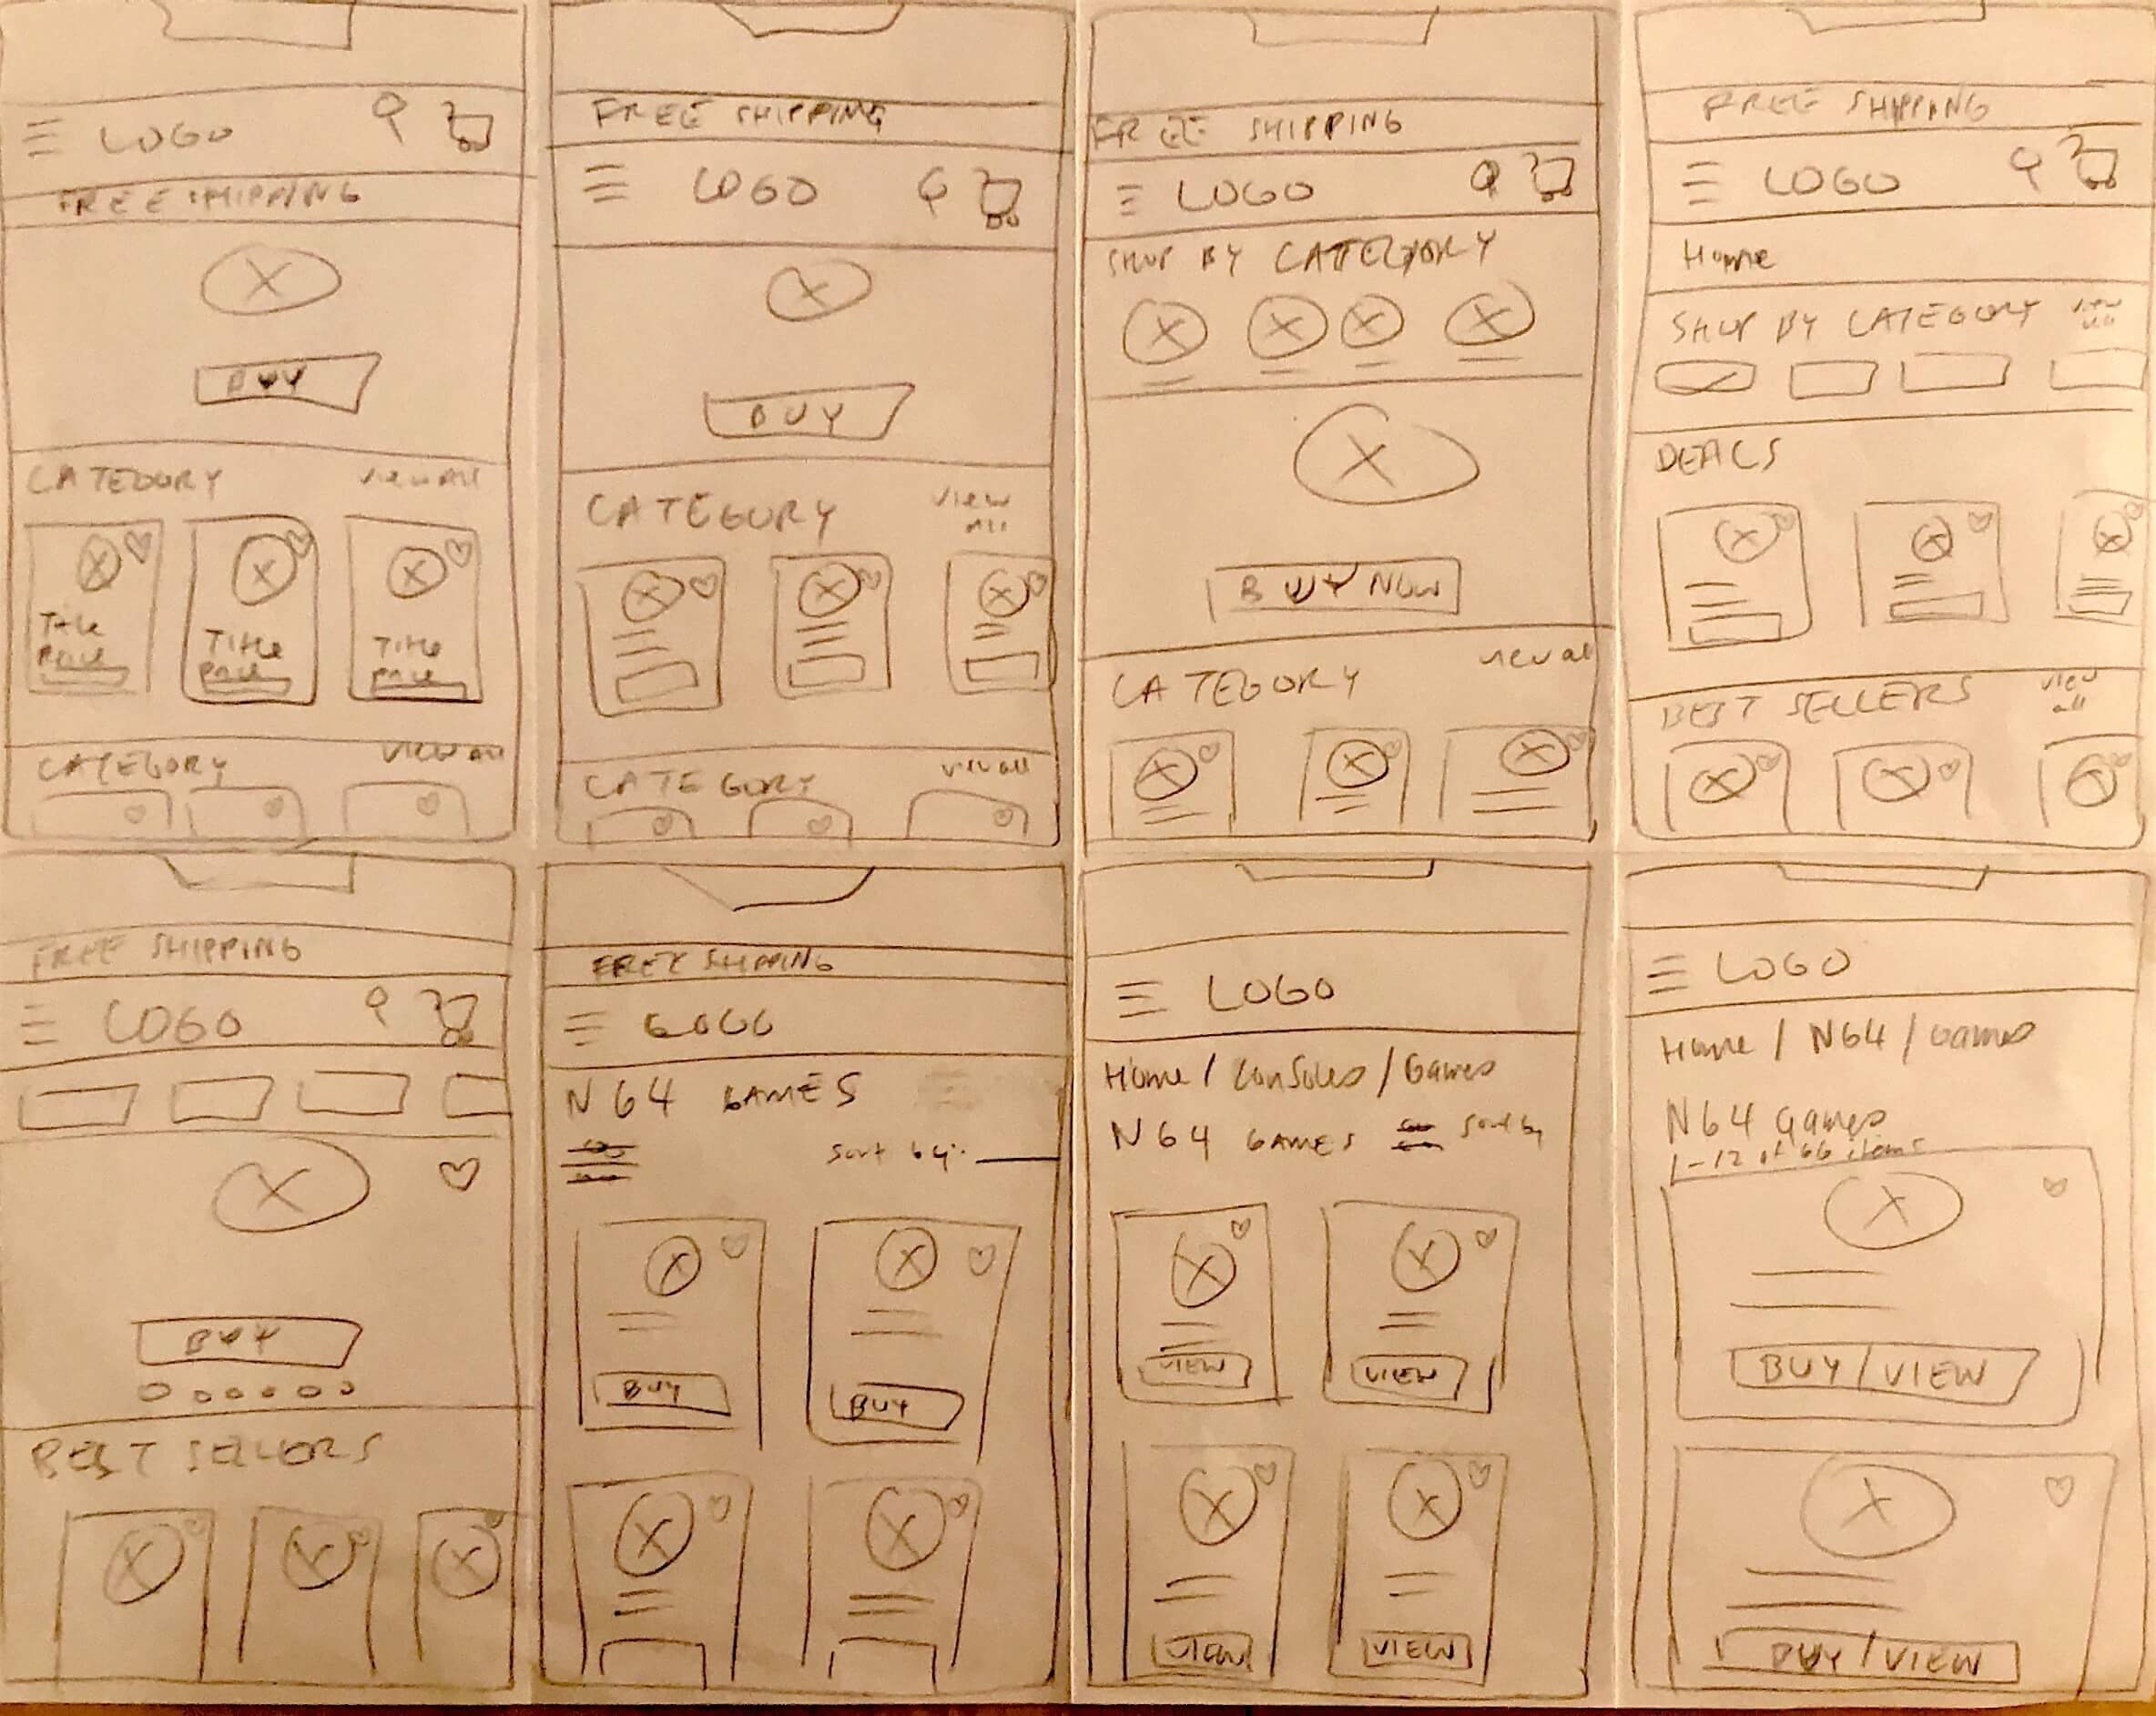 LOGO
FREE SHIPPING
BUY
CATEGORY view all
Title Title Title
Price Price Price
CATEGORY view all
FREE SHIPPING
LOGO
BUY
CATEGORY view all
CATEGORY view all
FREE SHIPPING
LOGO
SHOP BY CATEGORY
BUY NOW
CATEGORY view all
FREE SHIPPING
LOGO
Home
SHOP BY CATEGORY view all
DEALS
BEST SELLERS view all
FREE SHIPPING
LOGO
BUY
BEST SELLERS
FREE SHIPPING
LOGO
N64 GAMES
Sort by:
BUY BUY
LOGO
Home / Consoles / Games
N64 GAMES Sort by
VIEW VIEW
VIEW VIEW
LOGO
Home / N64 / Games
N64 Games
1-12 of 66 items
BUY / VIEW
BUY / VIEW